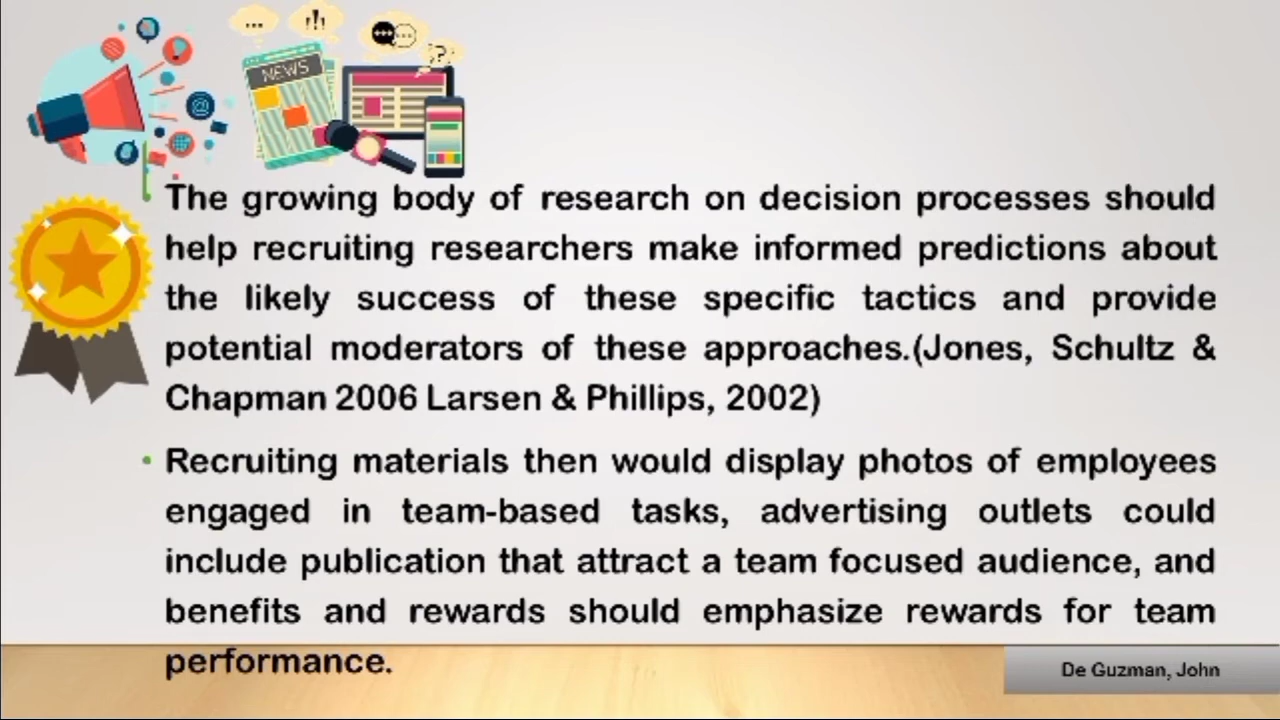 NEWS
The growing body of research on decision processes should
help recruiting researchers make informed predictions about
the likely success of these specific tactics and provide
potential moderators of these approaches.(Jones, Schultz &
Chapman 2006 Larsen & Phillips, 2002)
• Recruiting materials then would display photos of employees
engaged in team-based tasks, advertising outlets could
include publication that attract a team focused audience, and
benefits and rewards should emphasize rewards for team
performance.
De Guzman, John